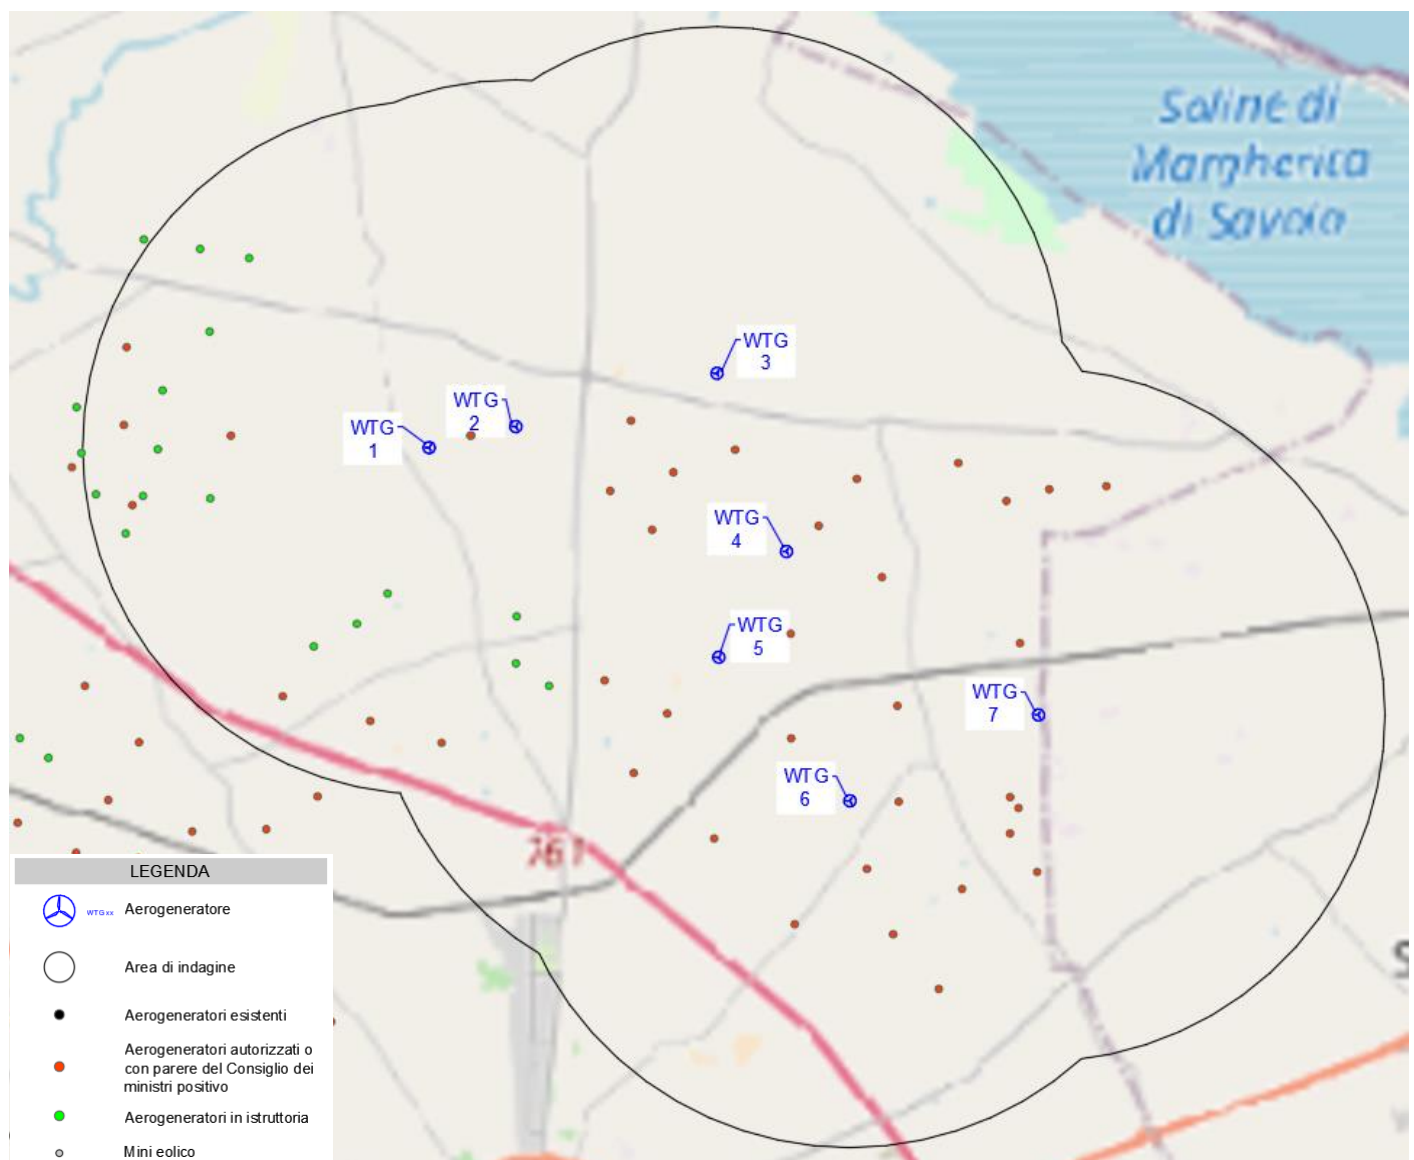 Saline di
Margherita
di Savoia
WTG
3
WTG
2
WTG
1
WTG
4
WTG
5
WTG
7
WTG
6
LEGENDA
WTGxx Aerogeneratore
Area di indagine
Aerogeneratori esistenti
Aerogeneratori autorizzati o
con parere del Consiglio dei
ministri positivo
Aerogeneratori in istruttoria
Mini eolico
S